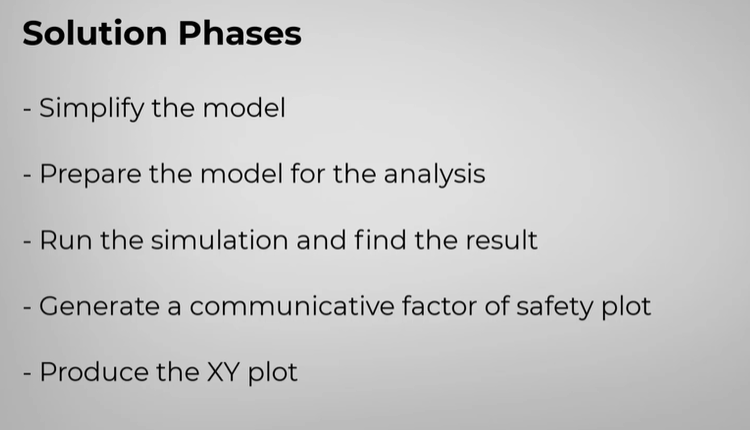 Solution Phases
- Simplify the model
- Prepare the model for the analysis
- Run the simulation and find the result
- Generate a communicative factor of safety plot
- Produce the XY plot